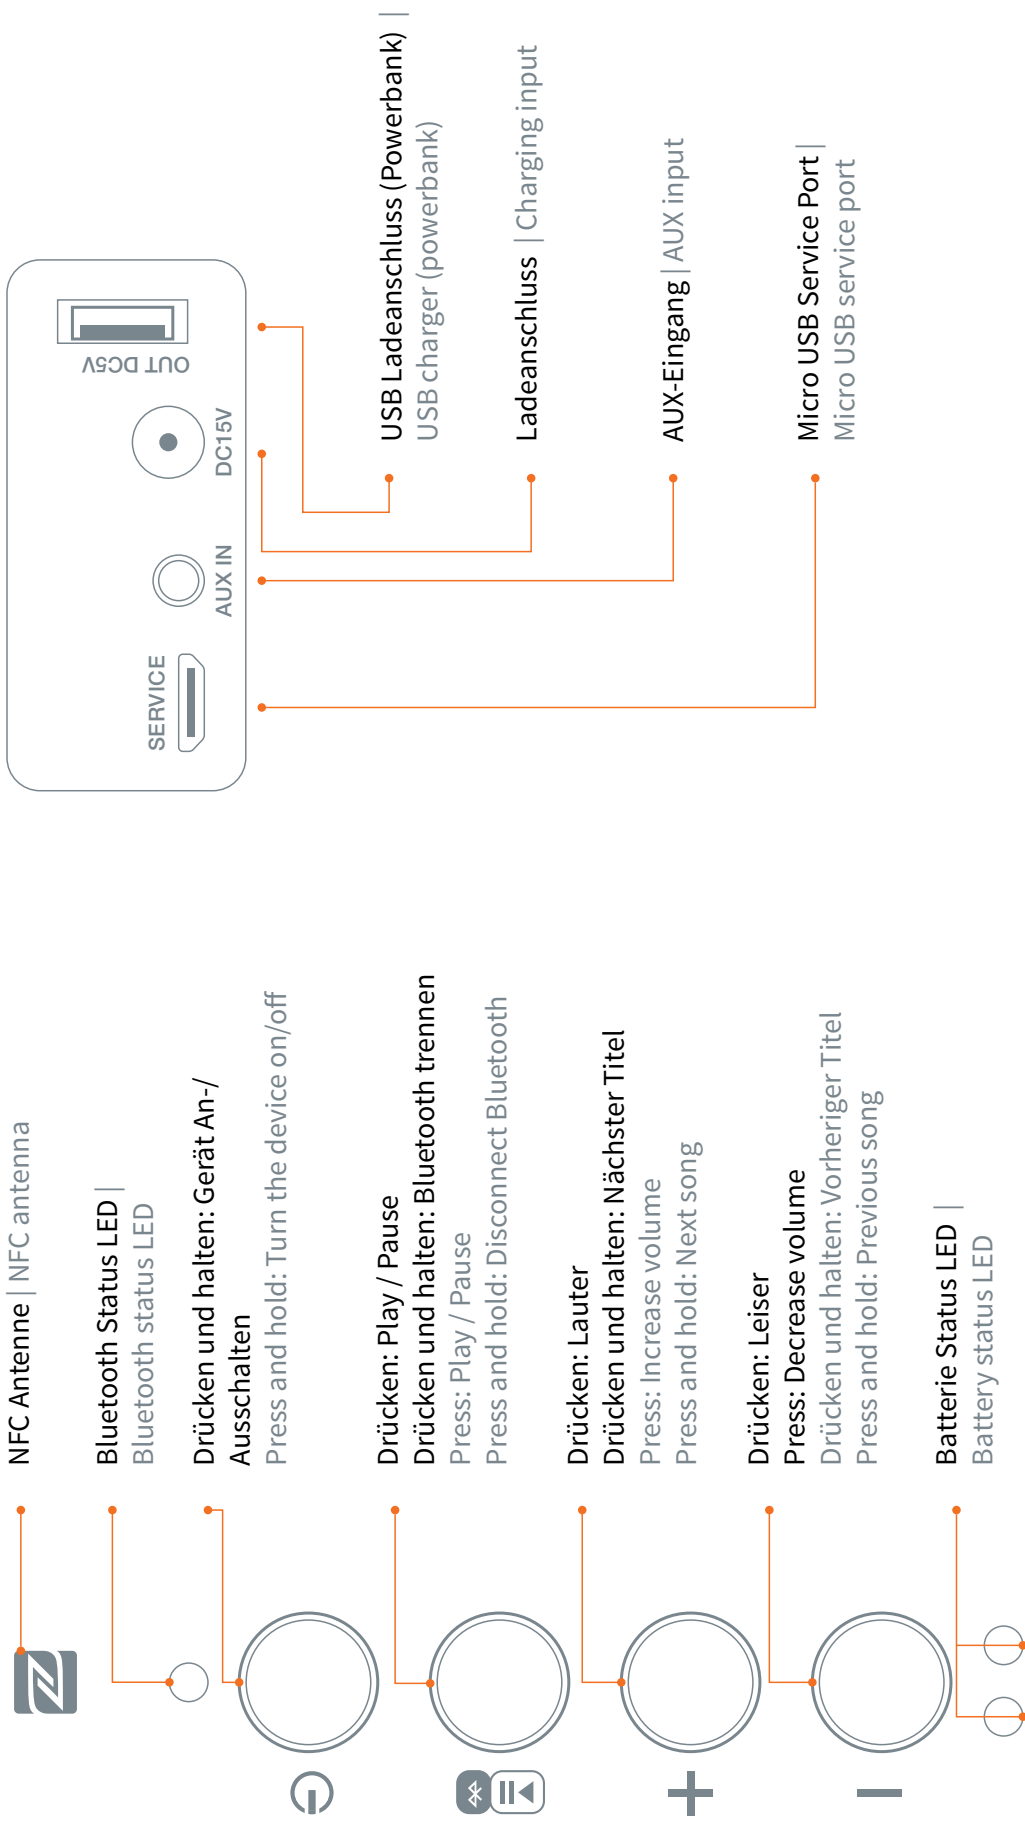 NFC Antenne | NFC antenna
Bluetooth Status LED |
Bluetooth status LED
Drücken und halten: Gerät An-/
Ausschalten
Press and hold: Turn the device on/off
Drücken: Play / Pause
Drücken und halten: Bluetooth trennen
Press: Play / Pause
Press and hold: Disconnect Bluetooth
Drücken: Lauter
Drücken und halten: Nächster Titel
Press: Increase volume
Press and hold: Next song
Drücken: Leiser
Press: Decrease volume
Drücken und halten: Vorheriger Titel
Press and hold: Previous song
Batterie Status LED |
Battery status LED
SERVICE
AUX IN
DC15V
OUT DC5V
USB Ladeanschluss (Powerbank) |
USB charger (powerbank)
Ladeanschluss | Charging input
AUX-Eingang | AUX input
Micro USB Service Port |
Micro USB service port